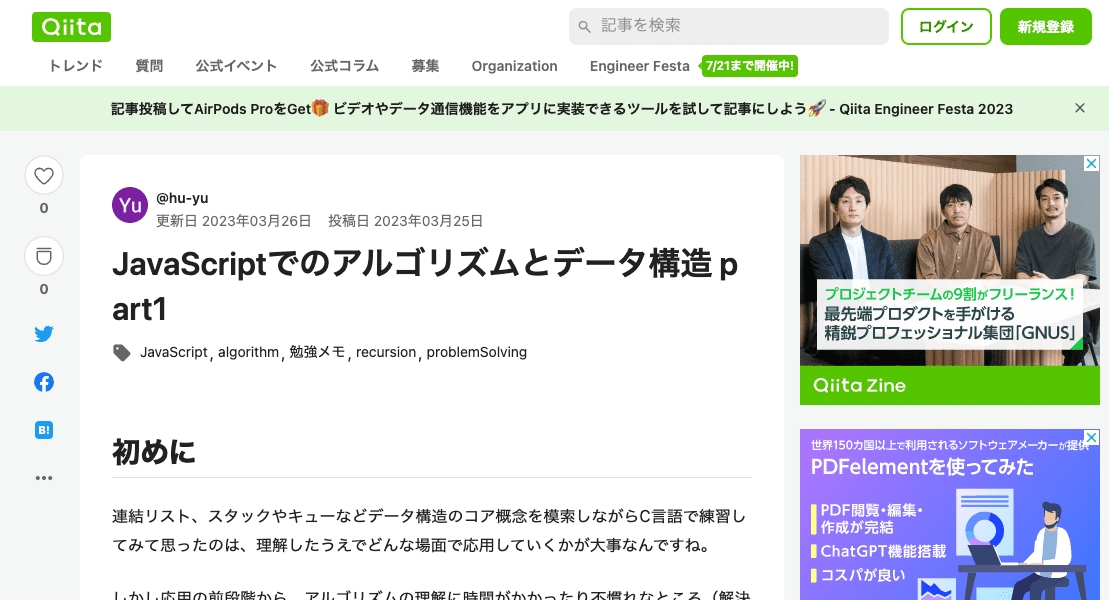 Qiita
記事を検索
ログイン
新規登録
トレンド
質問
公式イベント
公式コラム
募集
Organization
Engineer Festa
7/21まで開催中!
記事投稿してAirPods ProをGet🎁 ビデオやデータ通信機能をアプリに実装できるツールを試して記事にしよう🚀 - Qiita Engineer Festa 2023
0
0
B!
Yu
@hu-yu
更新日 2023年03月26日 投稿日 2023年03月25日
JavaScriptでのアルゴリズムとデータ構造 p
art1
JavaScript, algorithm, 勉強メモ, recursion, problemSolving
初めに
連結リスト、スタックやキューなどデータ構造のコア概念を模索しながらC言語で練習し
てみて思ったのは、理解したうえでどんな場面で応用していくかが大事なんですね。
しかし応用の前段階から、アルゴリズムの理解に時間がかかったり不慣れなところ（解決
プロジェクトチームの9割がフリーランス！
最先端プロダクトを手がける
精鋭プロフェッショナル集団「GNUS」
Qiita Zine
世界150カ国以上で利用されるソフトウェアメーカーが提供
PDFelementを使ってみた
PDF閲覧・編集・
作成が完結
ChatGPT機能搭載
コスパが良い